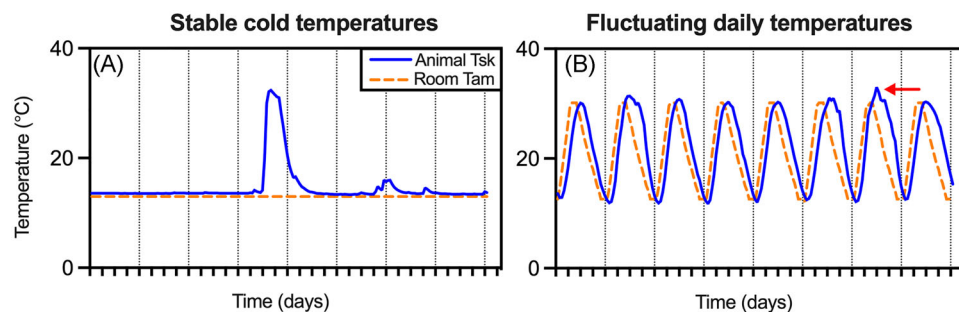 Stable cold temperatures
Fluctuating daily temperatures
40
(A)
Animal Tsk
Room Tam
20
0
Temperature (°C)
Time (days)
40
(B)
20
0
Time (days)